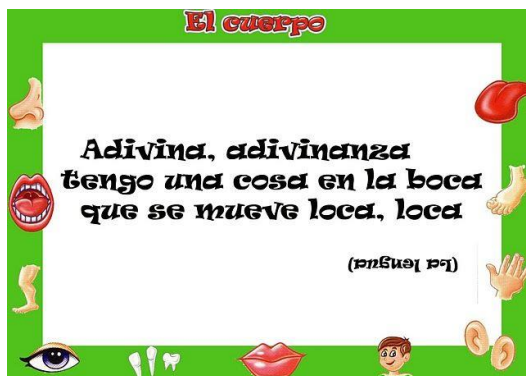 El cuerpo
Adivina, adivinanza
tengo una cosa en la boca
que se mueve loca, loca
(La lengua)